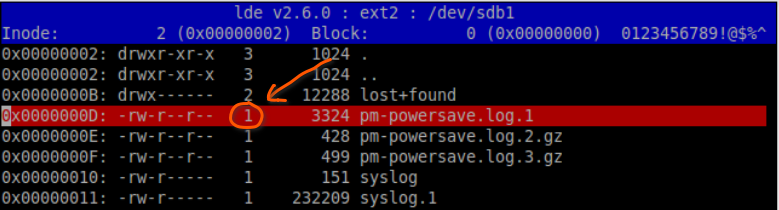 lde v2.6.0 : ext2 : /dev/sdb1
Inode: 2 (0x00000002) Block: 0 (0x00000000) 0123456789!@$%^
0x00000002: drwxr-xr-x 3 1024 .
0x00000002: drwxr-xr-x 3 1024 ..
0x0000000B: drwx------ 2 12288 lost+found
0x0000000D: -rw-r--r-- 1 3324 pm-powersave.log.1
0x0000000E: -rw-r--r-- 1 428 pm-powersave.log.2.gz
0x0000000F: -rw-r--r-- 1 499 pm-powersave.log.3.gz
0x00000010: -rw-r----- 1 151 syslog
0x00000011: -rw-r----- 1 232209 syslog.1